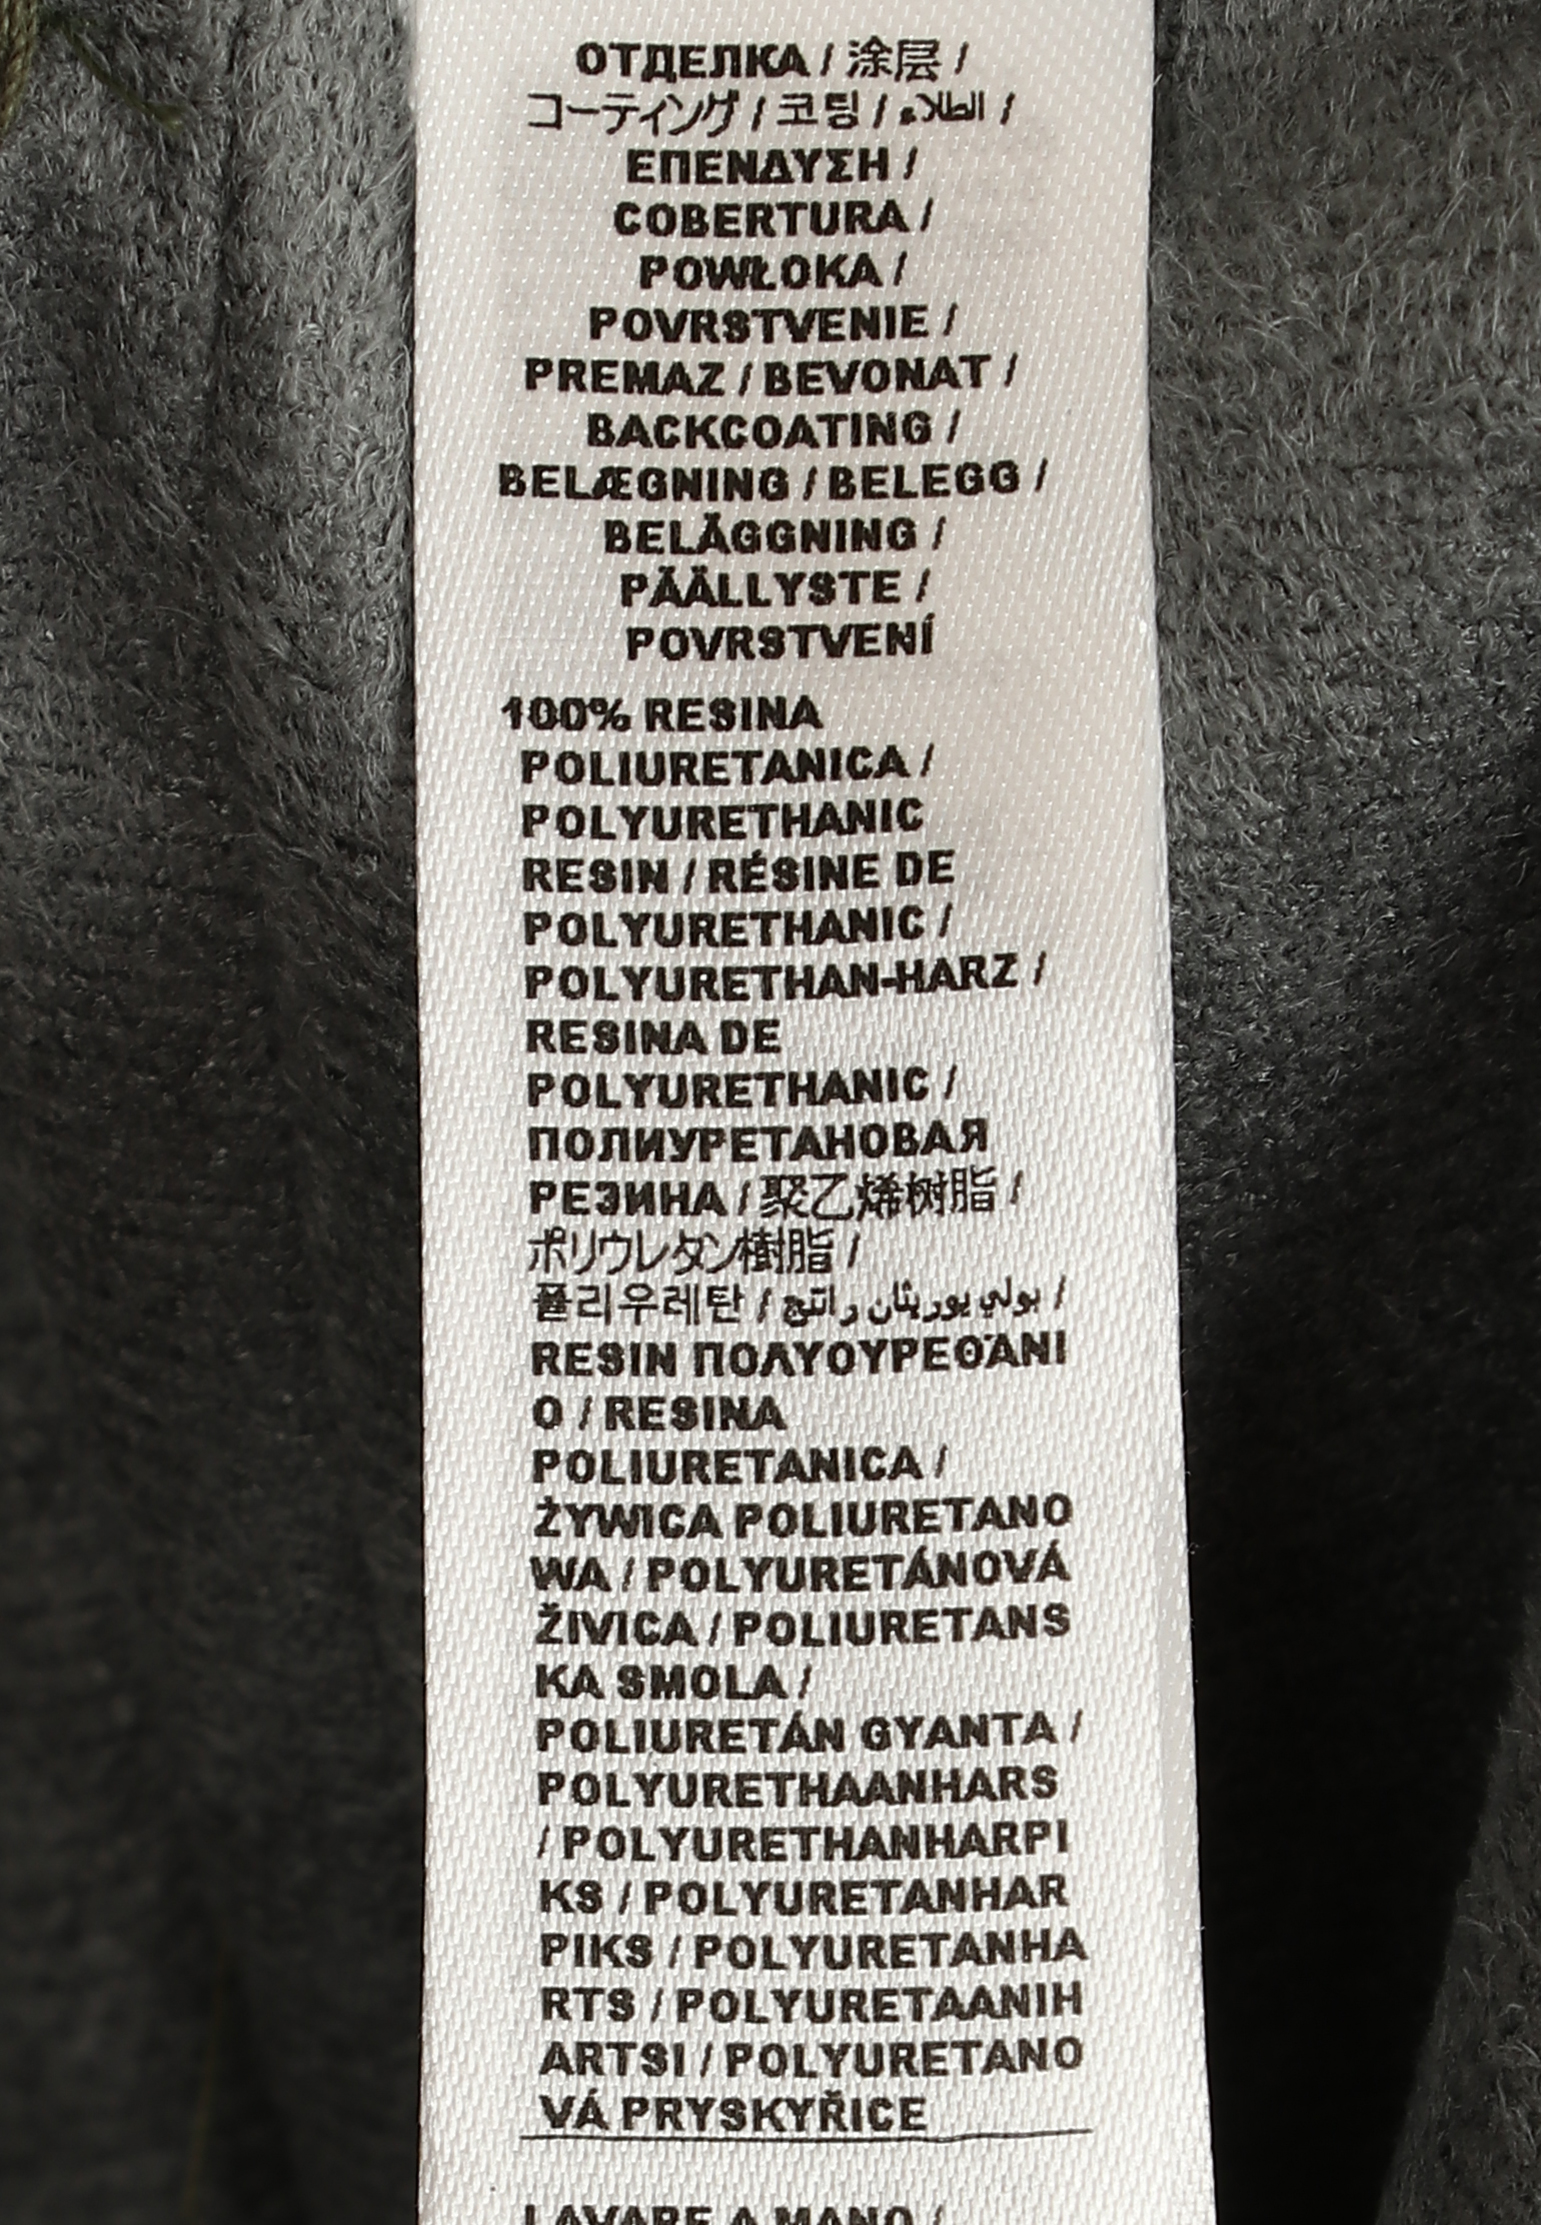 ОТДЕЛКА / 涂层 /
コーティング / 코팅 / الطلاء /
ΕΠΕΝΔΥΣΗ /
COBERTURA /
POWŁOKA /
POVRSTVENIE /
PREMAZ / BEVONAT /
BACKCOATING /
BELÆGNING / BELEGG /
BELÄGGNING /
PÄÄLLYSTE /
POVRSTVENÍ
100% RESINA
POLIURETANICA /
POLYURETHANIC
RESIN / RÉSINE DE
POLYURETHANIC /
POLYURETHAN-HARZ /
RESINA DE
POLYURETHANIC /
ПОЛИУРЕТАНОВАЯ
РЕЗИНА / 聚乙烯树脂 /
ポリウレタン樹脂 /
폴리우레탄 / بولي يوريثان راتنج /
RESIN ΠΟΛΥΟΥΡΕΘΆΝΙ
Ο / RESINA
POLIURETANICA /
ŻYWICA POLIURETANO
WA / POLYURETÁNOVÁ
ŽIVICA / POLIURETANS
KA SMOLA /
POLIURETÁN GYANTA /
POLYURETHAANHARS
/ POLYURETHANHARPI
KS / POLYURETANHAR
PIKS / POLYURETANHA
RTS / POLYURETAANIH
ARTSI / POLYURETANO
VÁ PRYSKYŘICE
LAVARE A MANO /